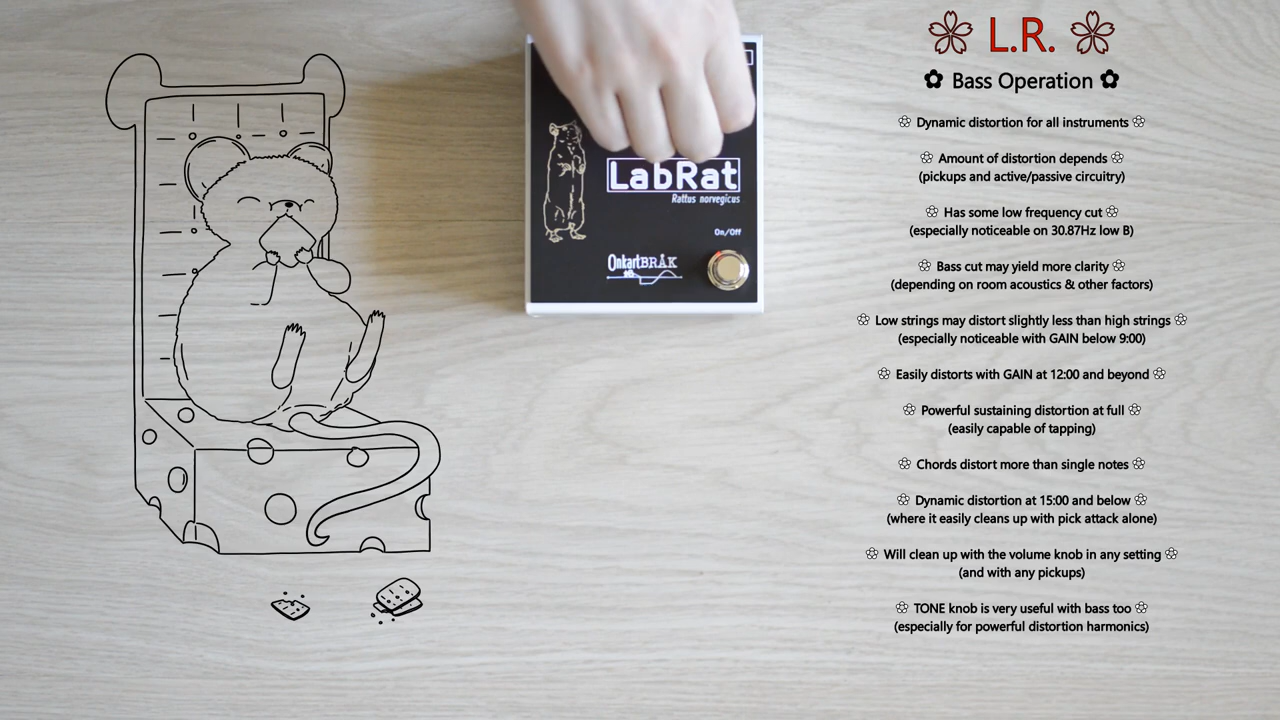 LabRat
Rattus norvegicus
On/Off
OnkartBRÅK
L.R.
Bass Operation
Dynamic distortion for all instruments
Amount of distortion depends
(pickups and active/passive circuitry)
Has some low frequency cut
(especially noticeable on 30.87Hz low B)
Bass cut may yield more clarity
(depending on room acoustics & other factors)
Low strings may distort slightly less than high strings
(especially noticeable with GAIN below 9:00)
Easily distorts with GAIN at 12:00 and beyond
Powerful sustaining distortion at full
(easily capable of tapping)
Chords distort more than single notes
Dynamic distortion at 15:00 and below
(where it easily cleans up with pick attack alone)
Will clean up with the volume knob in any setting
(and with any pickups)
TONE knob is very useful with bass too
(especially for powerful distortion harmonics)